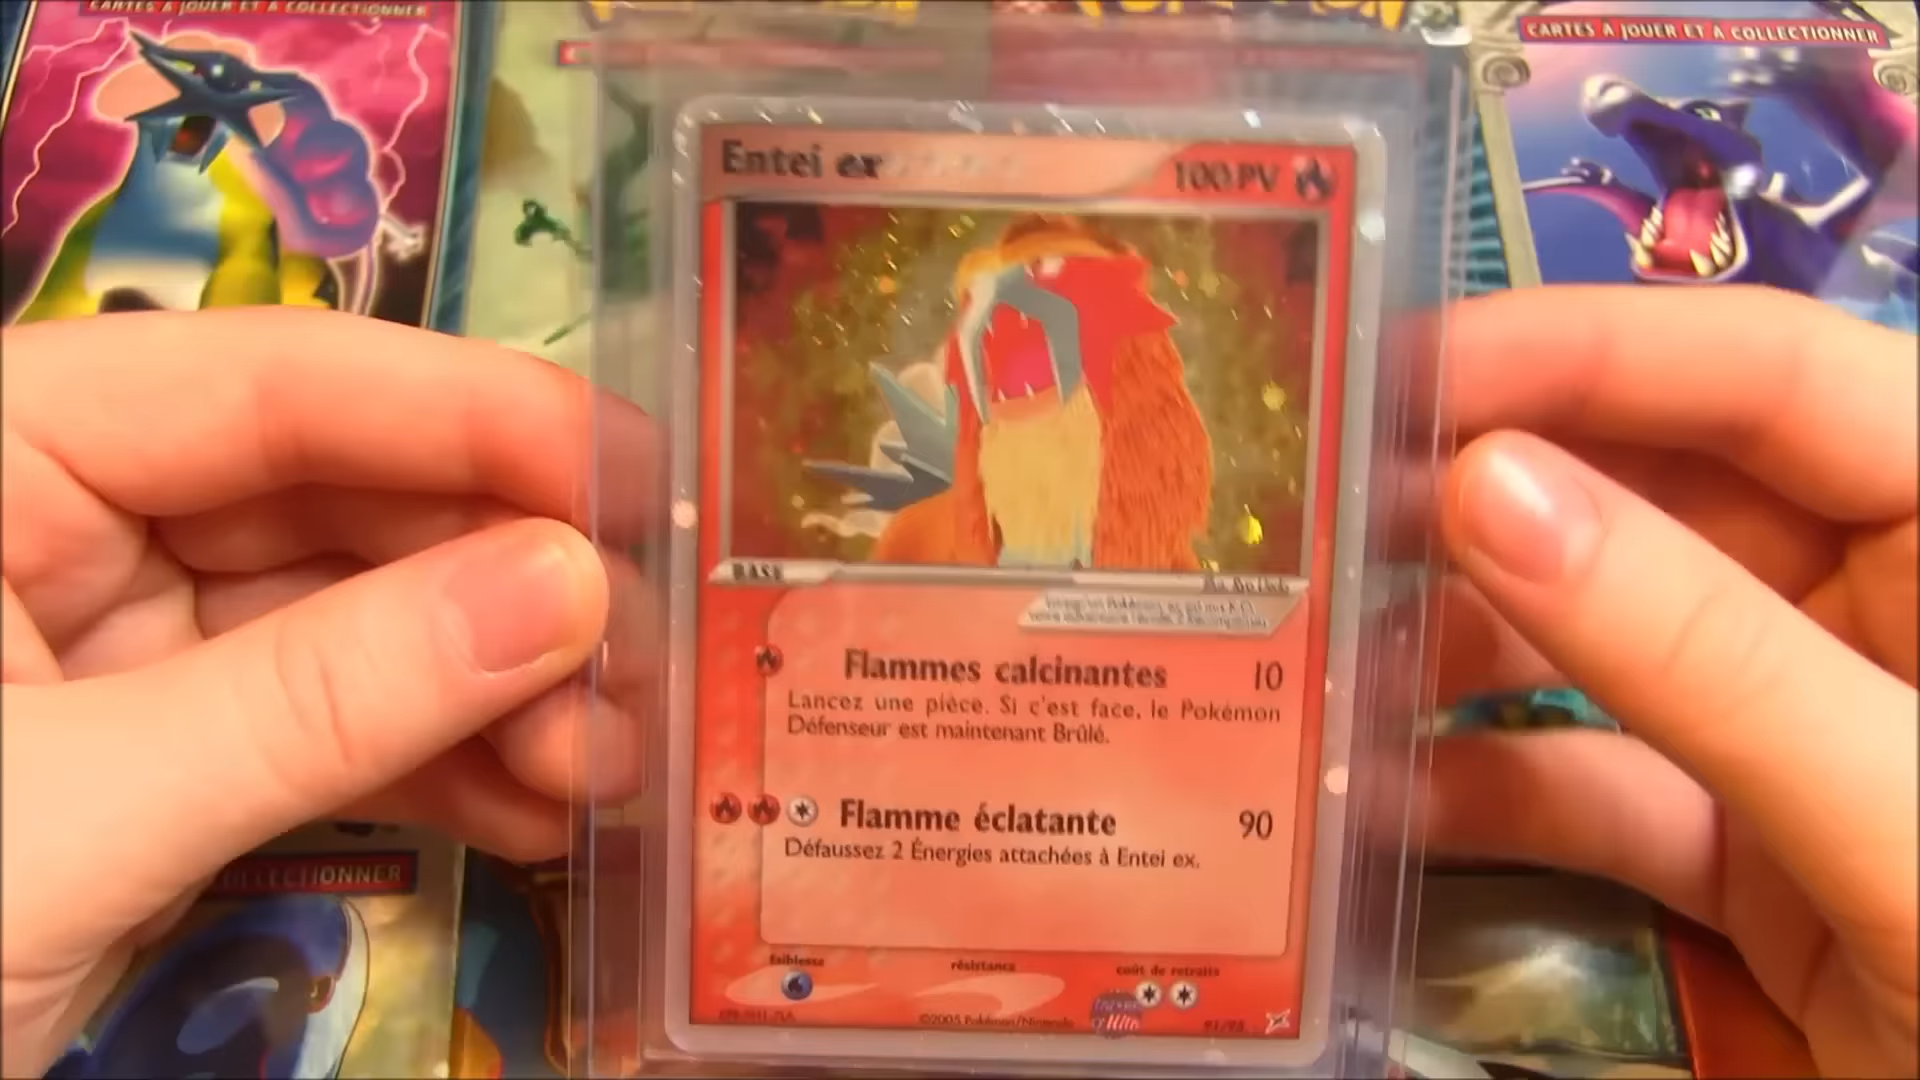 CARTES À JOUER ET À COLLECTIONNER
CARTES À JOUER ET À COLLECTIONNER
Entei ex
100 PV
BASE
Flammes calcinantes 10
Lancez une pièce. Si c'est face, le Pokémon
Défenseur est maintenant Brûlé.
Flamme éclatante 90
Défaussez 2 Énergies attachées à Entei ex.
COLLECTIONNER
faiblesse
résistance
coût de retraite
©2005 Pokémon/Nintendo